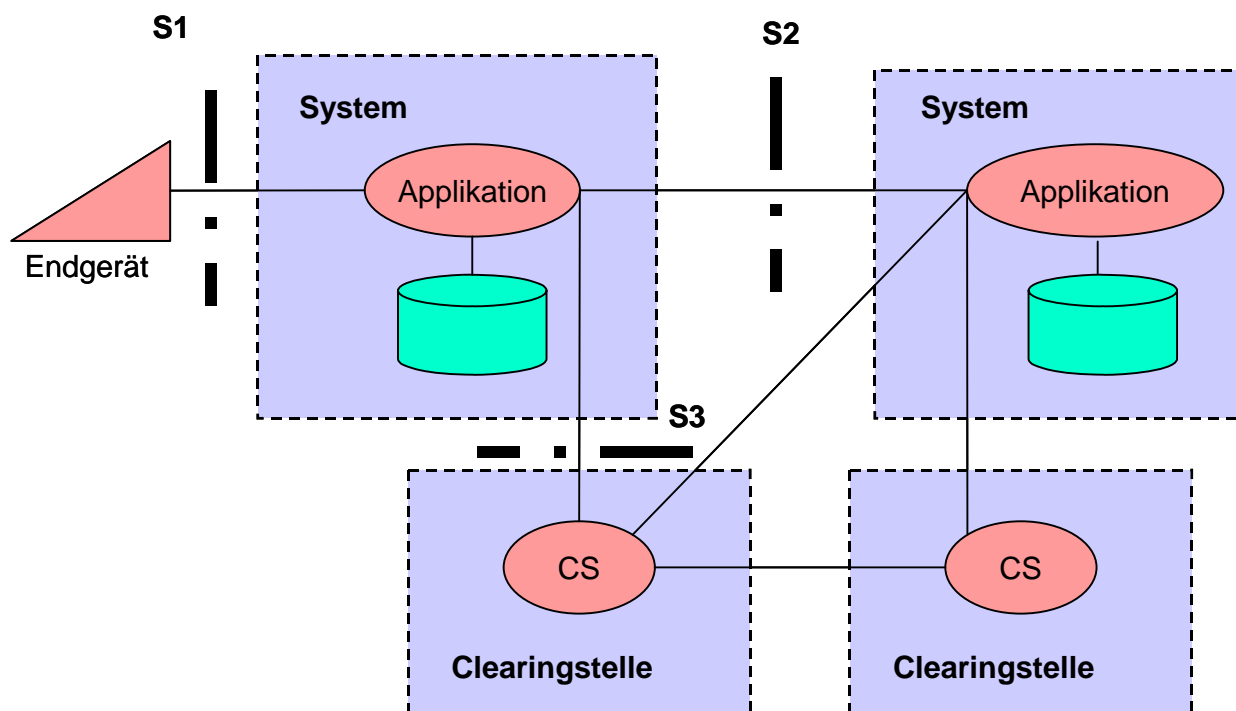 S1
S2
System
System
Applikation
Applikation
Endgerät
S3
CS
CS
Clearingstelle
Clearingstelle